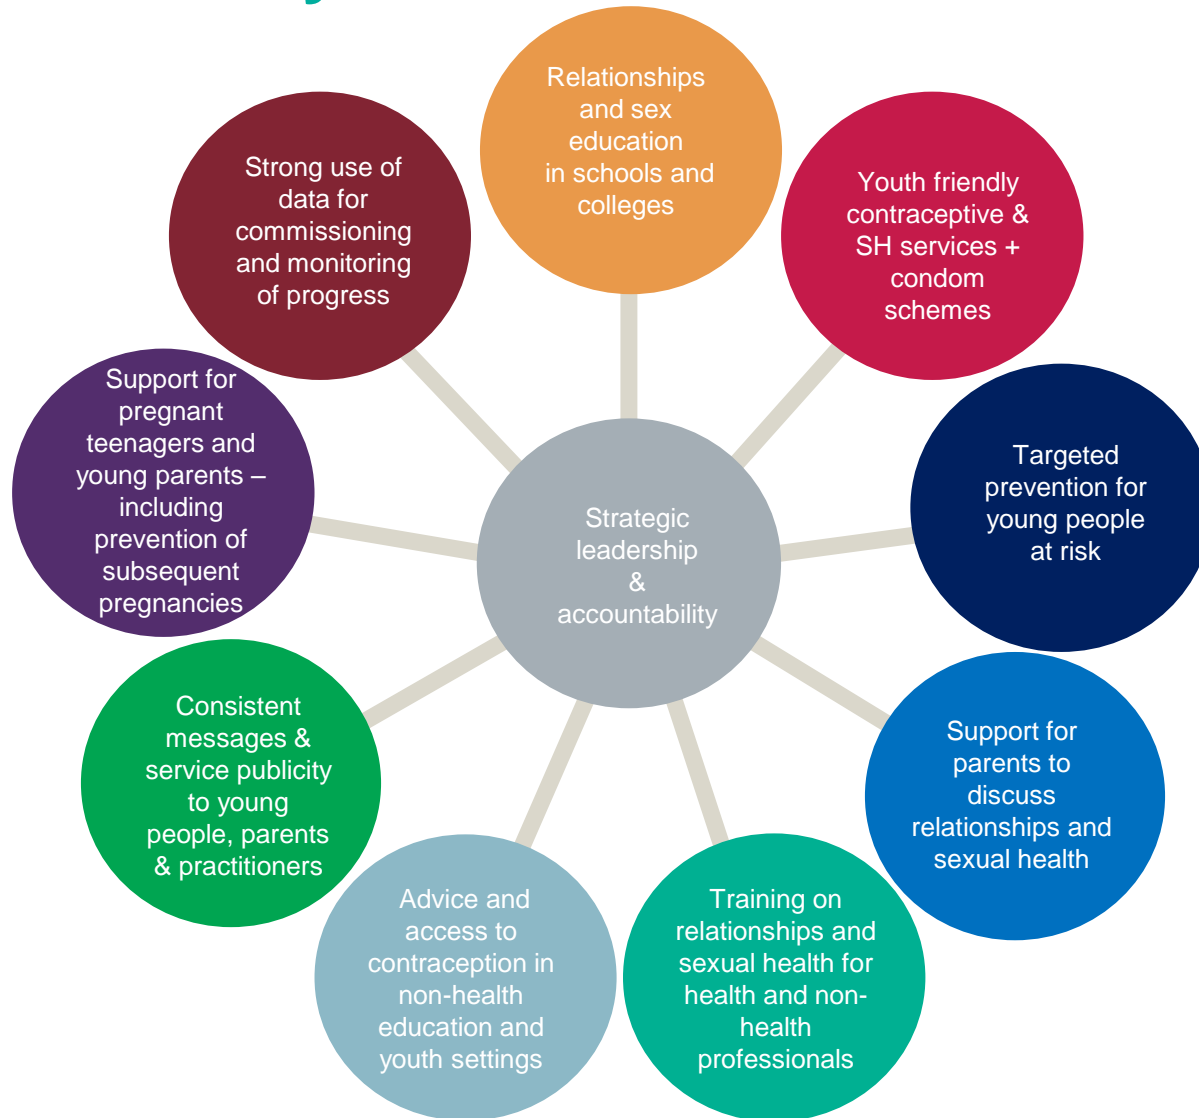 Relationships
and sex
education
in schools and
colleges
Youth friendly
contraceptive &
SH services +
condom
schemes
Targeted
prevention for
young people
at risk
Support for
parents to
discuss
relationships and
sexual health
Training on
relationships and
sexual health for
health and non-
health
professionals
Advice and
access to
contraception in
non-health
education and
youth settings
Consistent
messages &
service publicity
to young
people, parents
& practitioners
Support for
pregnant
teenagers and
young parents –
including
prevention of
subsequent
pregnancies
Strong use of
data for
commissioning
and monitoring
of progress
Strategic
leadership
&
accountability